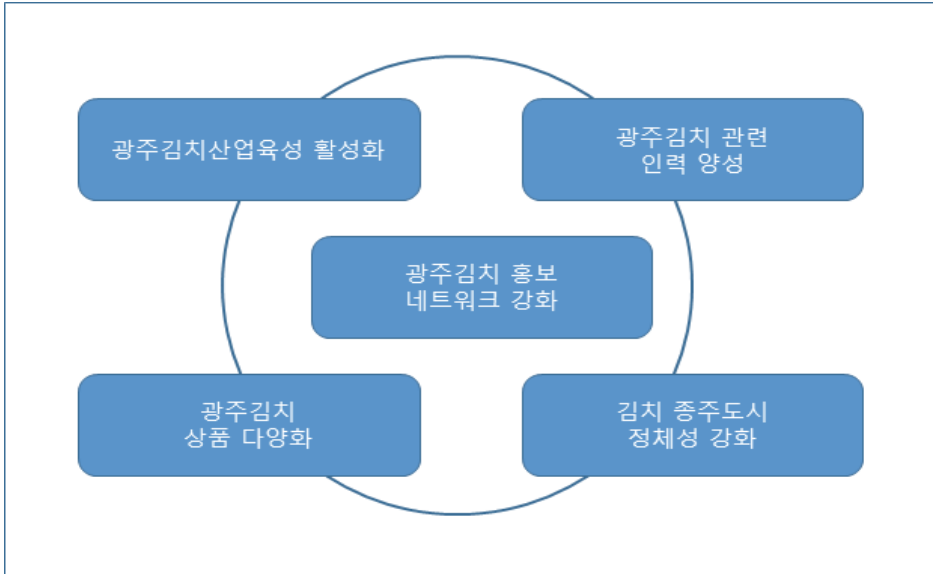 광주김치산업육성 활성화
광주김치 관련
인력 양성
광주김치 홍보
네트워크 강화
광주김치
상품 다양화
김치 종주도시
정체성 강화